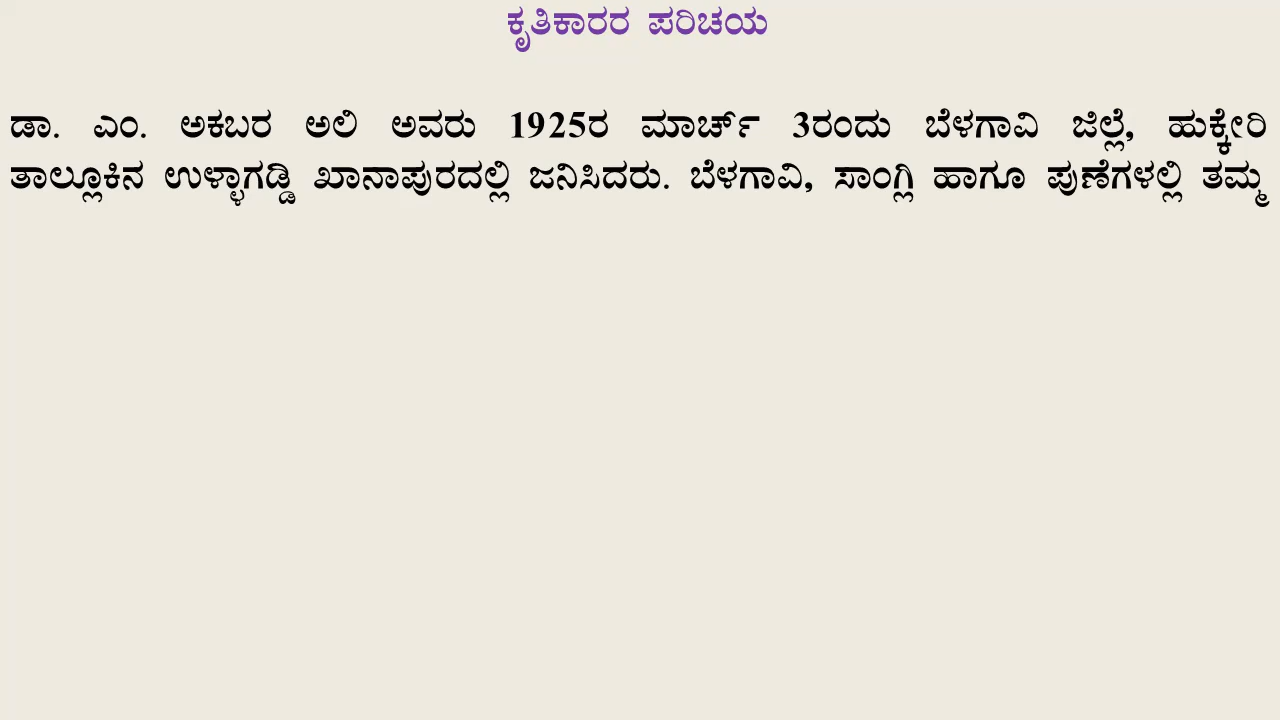 ಕೃತಿಕಾರರ ಪರಿಚಯ
ಡಾ. ಎಂ. ಅಕಬರ ಅಲಿ ಅವರು 1925ರ ಮಾರ್ಚ್ 3ರಂದು ಬೆಳಗಾವಿ ಜಿಲ್ಲೆ, ಹುಕ್ಕೇರಿ
ತಾಲ್ಲೂಕಿನ ಉಳ್ಳಾಗಡ್ಡಿ ಖಾನಾಪುರದಲ್ಲಿ ಜನಿಸಿದರು. ಬೆಳಗಾವಿ, ಸಾಂಗ್ಲಿ ಹಾಗೂ ಪುಣೆಗಳಲ್ಲಿ ತಮ್ಮ